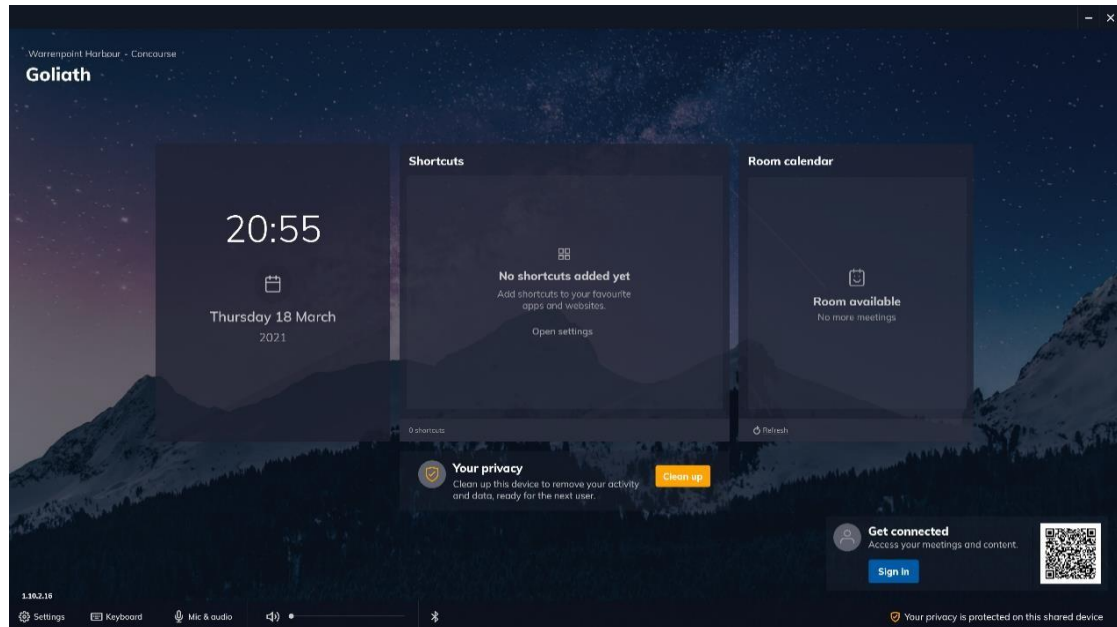 Warrenpoint Harbour - Concourse
Goliath
20:55
Thursday 18 March
2021
Shortcuts
No shortcuts added yet
Add shortcuts to your favourite
apps and websites.
Open settings
0 shortcuts
Room calendar
Room available
No more meetings
Refresh
Your privacy
Clean up this device to remove your activity
and data, ready for the next user.
Clean up
Get connected
Access your meetings and content.
Sign In
1.10.2.16
Settings
Keyboard
Mic & audio
Your privacy is protected on this shared device